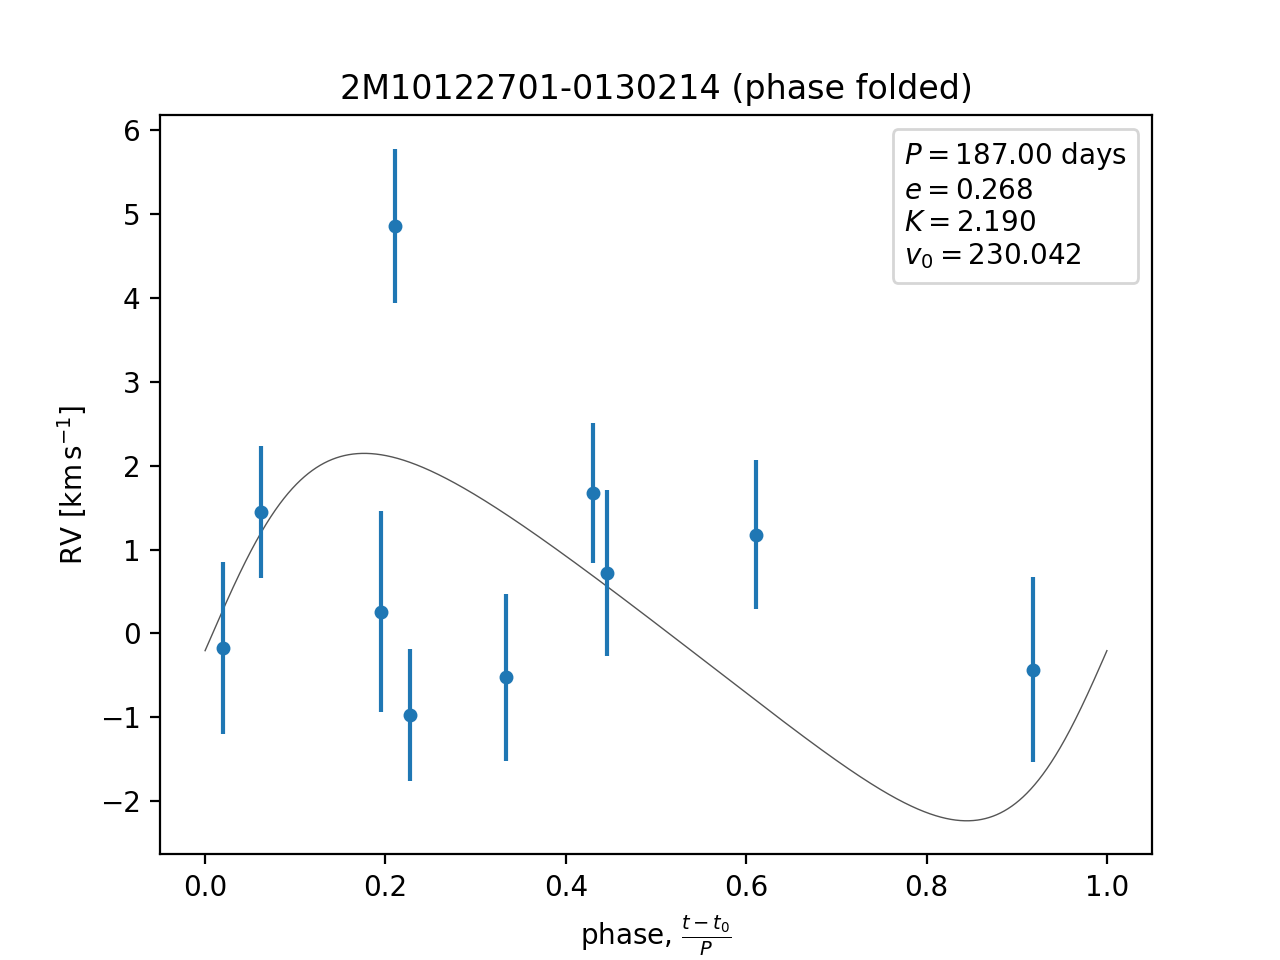 2M10122701-0130214 (phase folded)
P = 187.00 days
e = 0.268
K = 2.190
v₀ = 230.042
6
5
4
3
2
1
0
−1
−2
RV [km s⁻¹]
0.0 0.2 0.4 0.6 0.8 1.0
phase, (t − t₀)/P